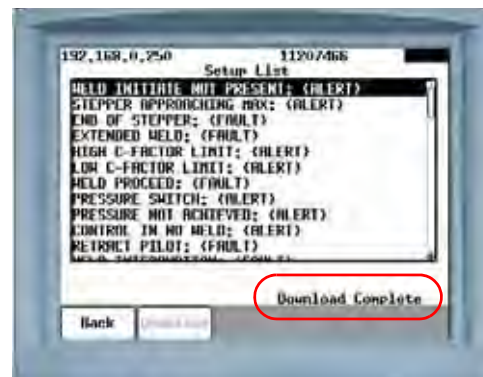 192.168.0.250 11207466
Setup List
WELD INITIATE NOT PRESENT: (ALERT)
STEPPER APPROACHING MAX: (ALERT)
END OF STEPPER: (FAULT)
EXTENDED WELD: (FAULT)
HIGH C-FACTOR LIMIT: (ALERT)
LOW C-FACTOR LIMIT: (ALERT)
WELD PROCEED: (FAULT)
PRESSURE SWITCH: (ALERT)
PRESSURE NOT ACHIEVED: (ALERT)
CONTROL IN NO WELD: (ALERT)
RETRACT PILOT: (FAULT)
Download Complete
Back